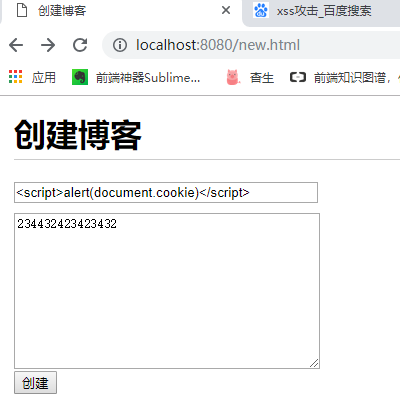 创建博客 xss攻击_百度搜索
localhost:8080/new.html
应用 前端神器Sublime... 杳生 前端知识图谱,
创建博客
<script>alert(document.cookie)</script>
234432423423432
创建